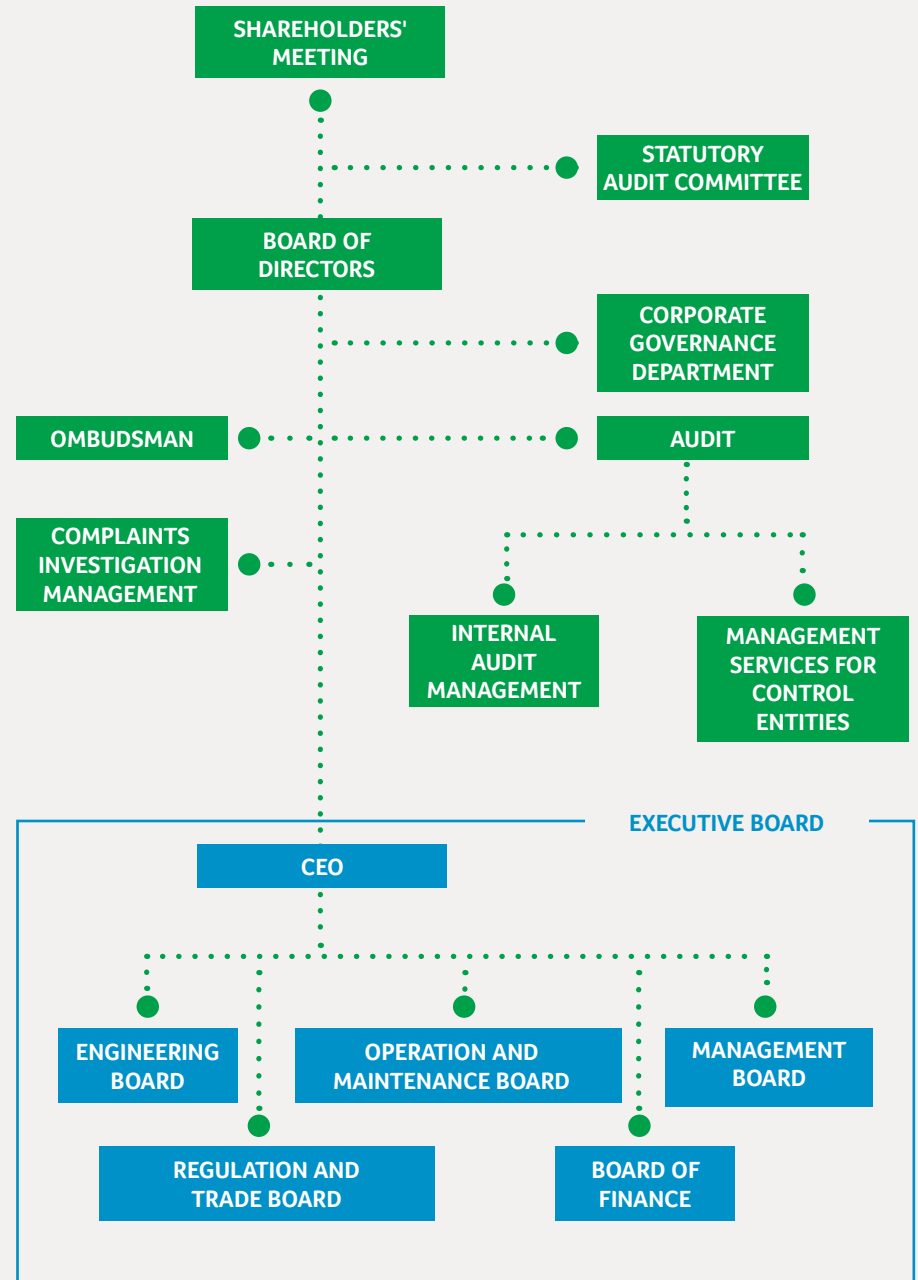 SHAREHOLDERS'
MEETING
STATUTORY
AUDIT COMMITTEE
BOARD OF
DIRECTORS
CORPORATE
GOVERNANCE
DEPARTMENT
OMBUDSMAN
AUDIT
COMPLAINTS
INVESTIGATION
MANAGEMENT
INTERNAL
AUDIT
MANAGEMENT
MANAGEMENT
SERVICES FOR
CONTROL
ENTITIES
EXECUTIVE BOARD
CEO
ENGINEERING
BOARD
OPERATION AND
MAINTENANCE BOARD
MANAGEMENT
BOARD
REGULATION AND
TRADE BOARD
BOARD OF
FINANCE